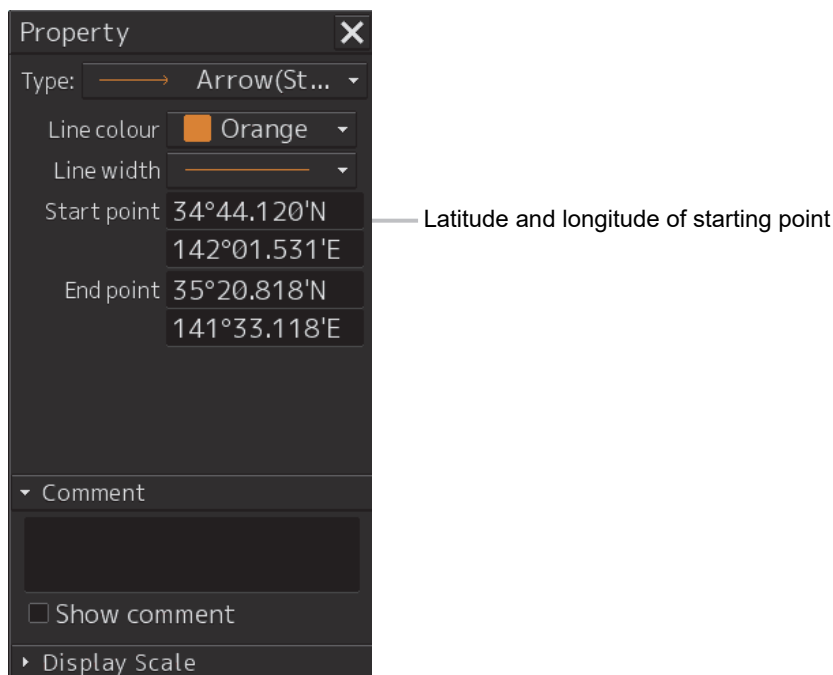 Property
Type: Arrow(St...
Line colour Orange
Line width
Start point 34°44.120'N
142°01.531'E
Latitude and longitude of starting point
End point 35°20.818'N
141°33.118'E
Comment
Show comment
Display Scale